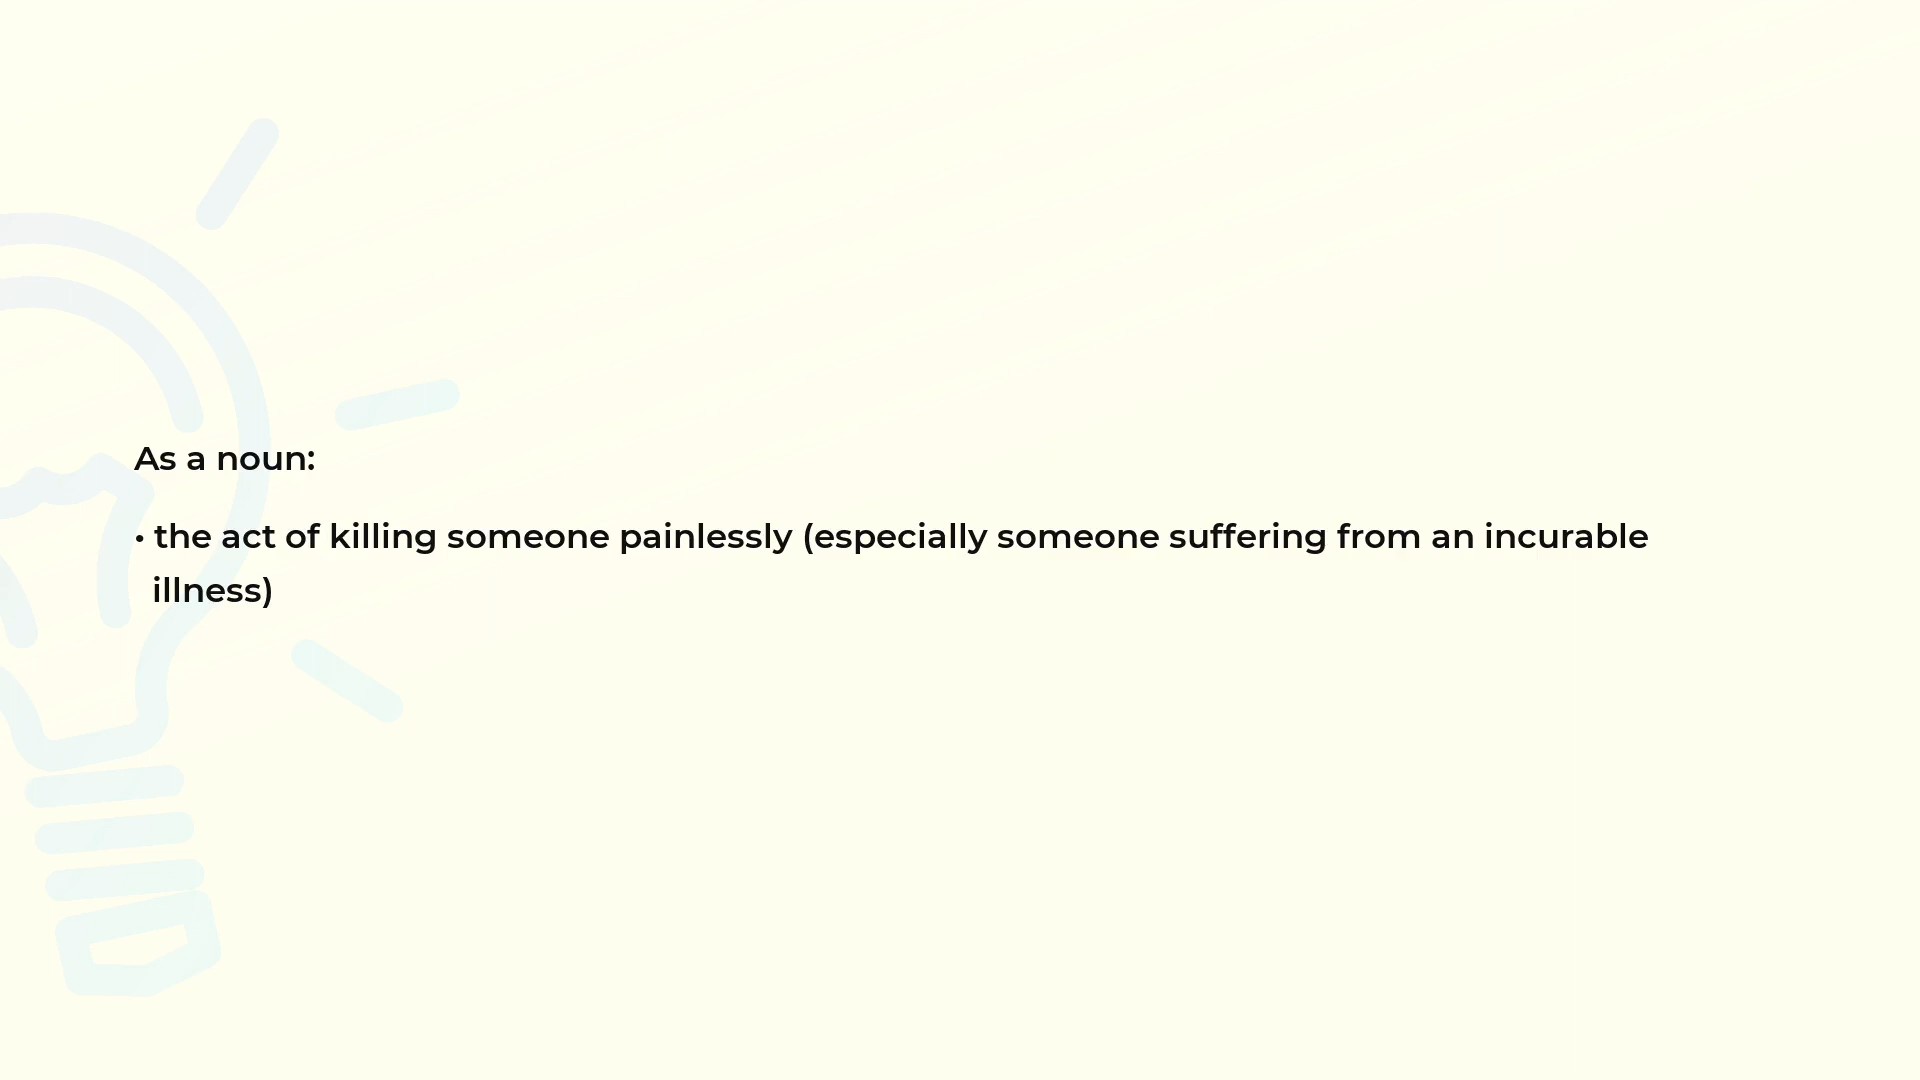 As a noun:
• the act of killing someone painlessly (especially someone suffering from an incurable
illness)